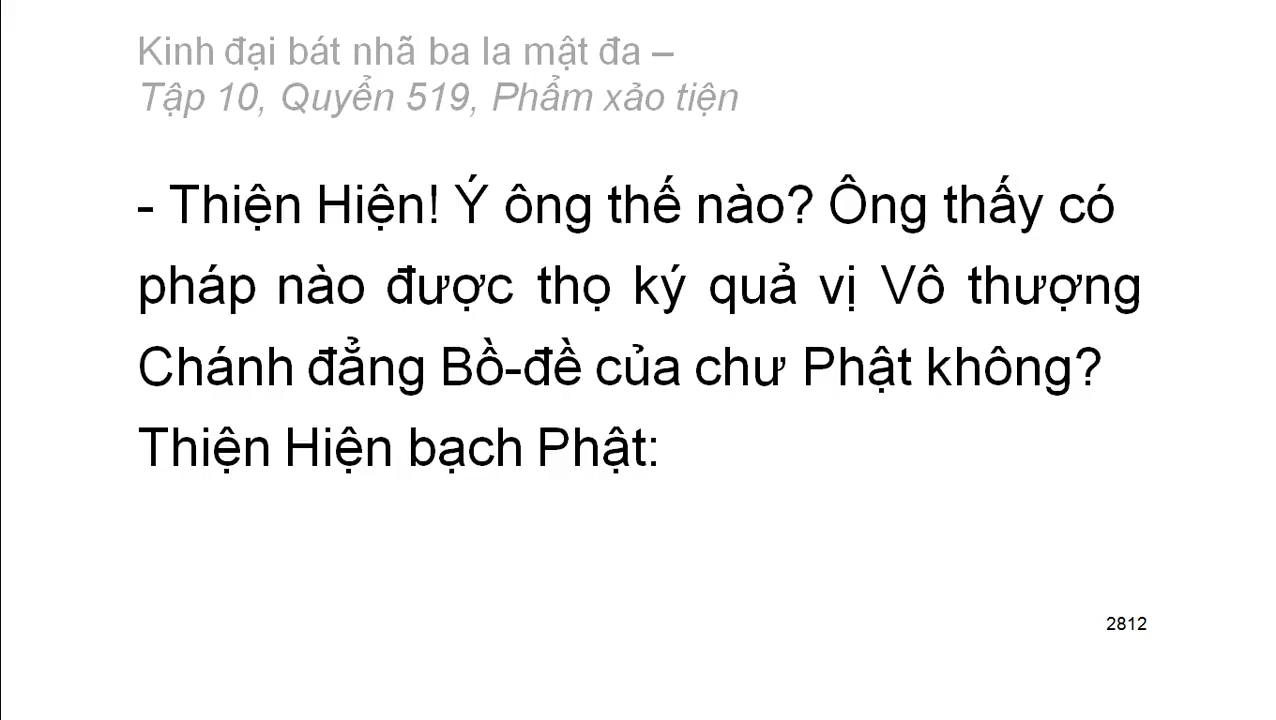 Kinh đại bát nhã ba la mật đa –
Tập 10, Quyển 519, Phẩm xảo tiện
- Thiện Hiện! Ý ông thế nào? Ông thấy có
pháp nào được thọ ký quả vị Vô thượng
Chánh đẳng Bồ-đề của chư Phật không?
Thiện Hiện bạch Phật:
2812